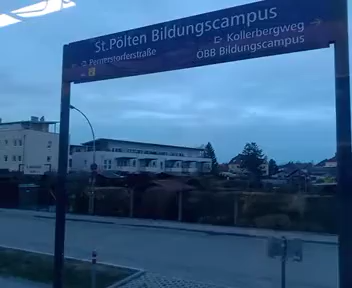 St.Pölten Bildungscampus
Pernerstorferstraße
Kollerbergweg
ÖBB Bildungscampus